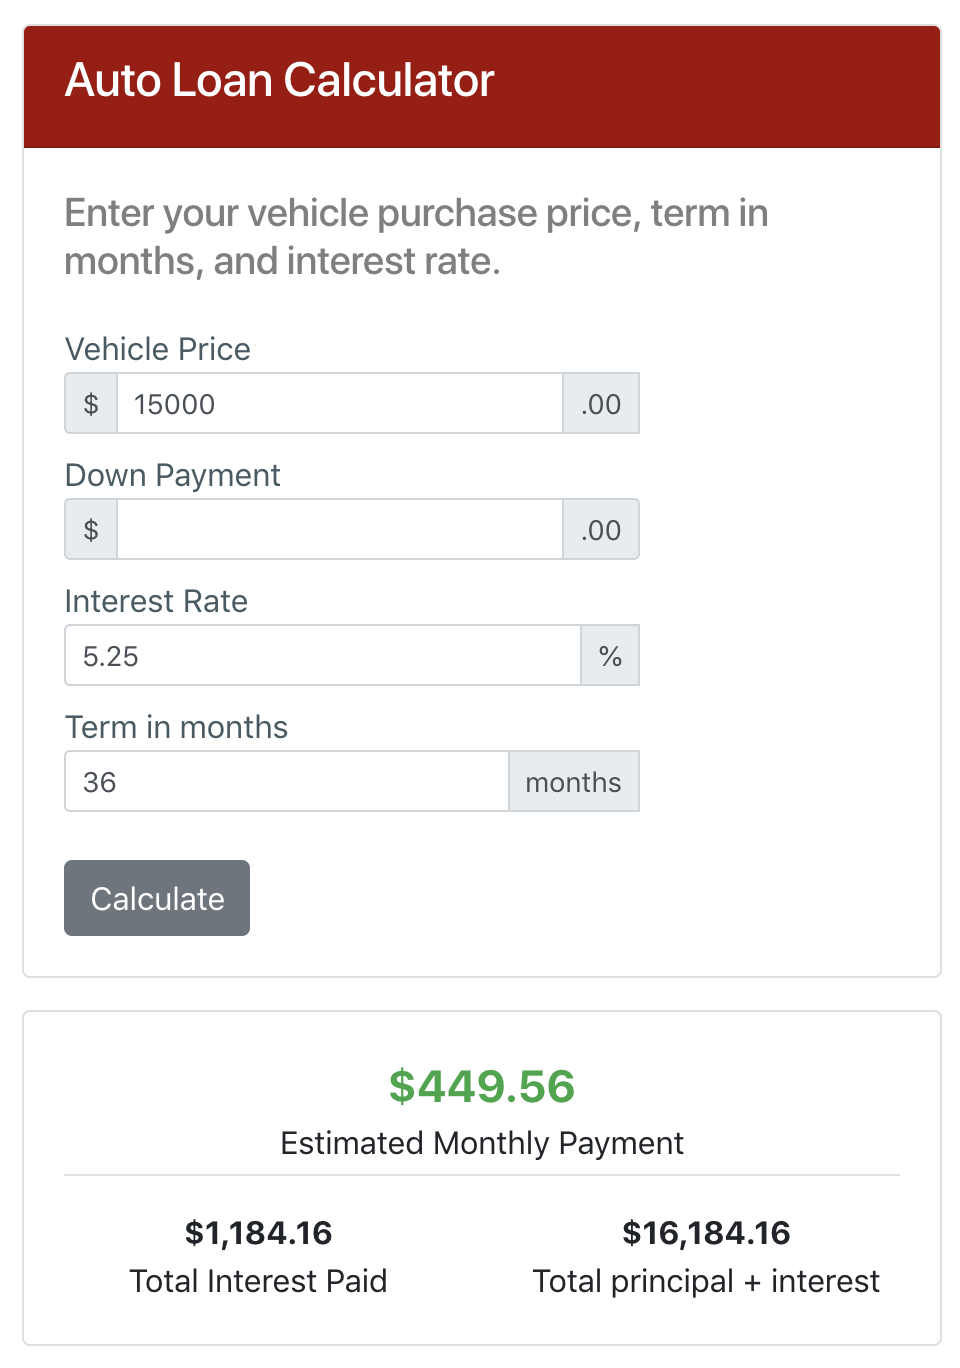 Auto Loan Calculator
Enter your vehicle purchase price, term in
months, and interest rate.
Vehicle Price
$ 15000 .00
Down Payment
$ .00
Interest Rate
5.25 %
Term in months
36 months
Calculate
$449.56
Estimated Monthly Payment
$1,184.16 $16,184.16
Total Interest Paid Total principal + interest